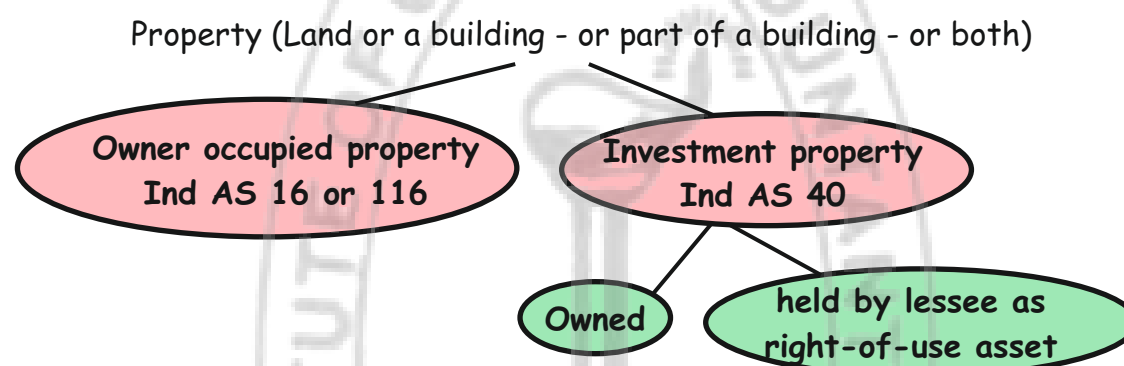 Property (Land or a building - or part of a building - or both)
Owner occupied property
Ind AS 16 or 116
Investment property
Ind AS 40
Owned
held by lessee as
right-of-use asset